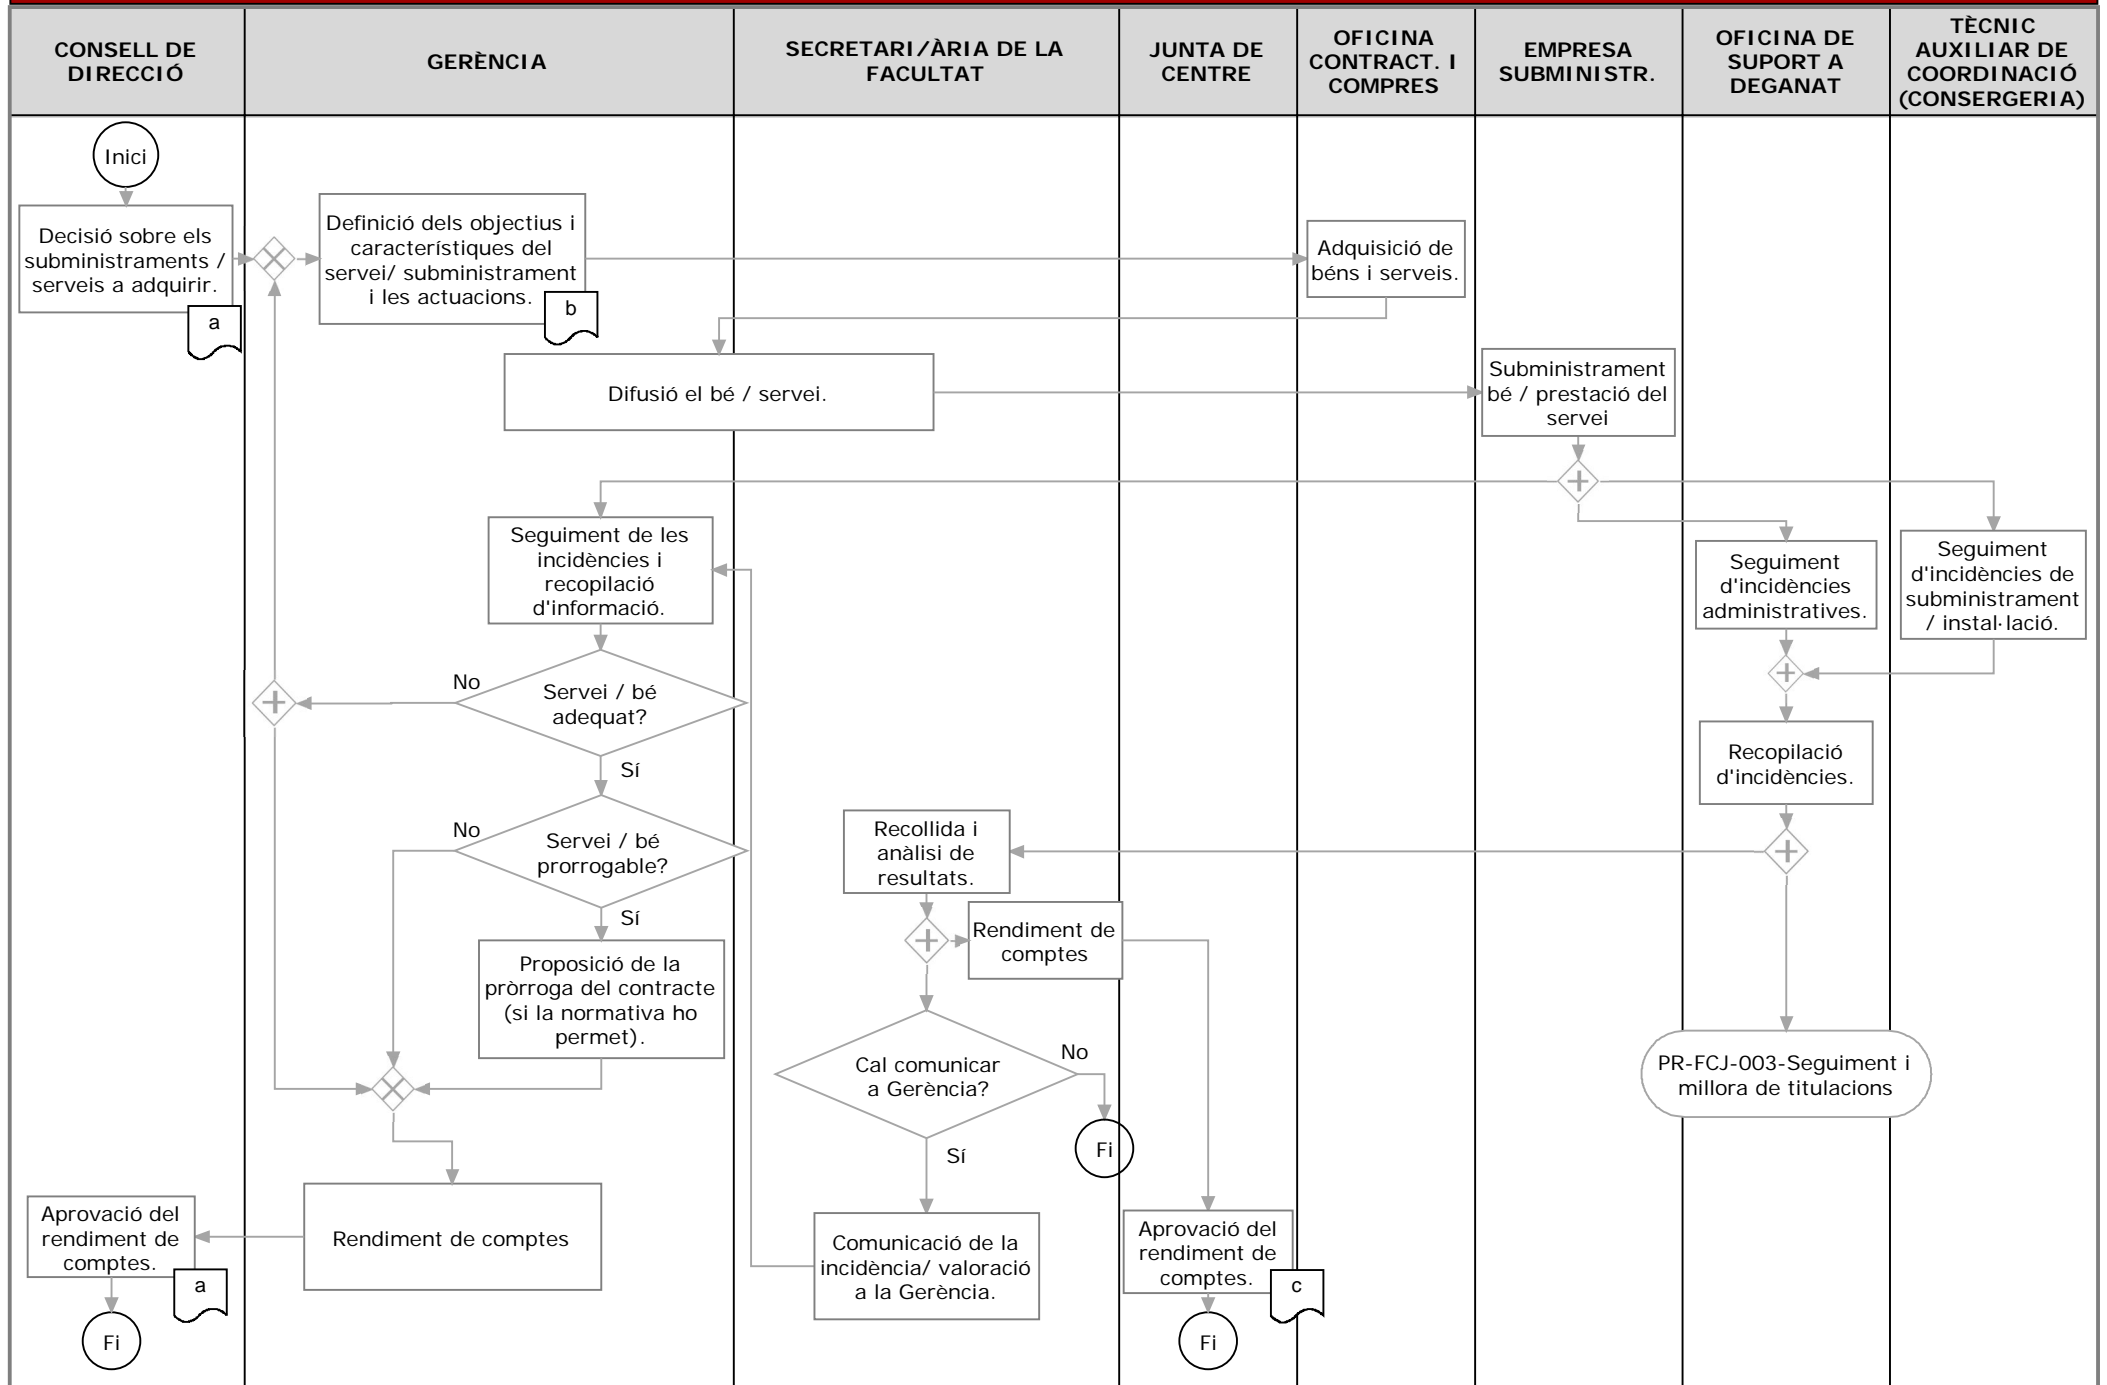 CONSELL DE
DIRECCIÓ
GERÈNCIA
SECRETARI/ÀRIA DE LA
FACULTAT
JUNTA DE
CENTRE
OFICINA
CONTRACT. I
COMPRES
EMPRESA
SUBMINISTR.
OFICINA DE
SUPORT A
DEGANAT
TÈCNIC
AUXILIAR DE
COORDINACIÓ
(CONSERGERIA)
Inici
Decisió sobre els
subministraments /
serveis a adquirir.
a
Definició dels objectius i
característiques del
servei/ subministrament
i les actuacions.
b
Adquisició de
béns i serveis.
Difusió el bé / servei.
Subministrament
bé / prestació del
servei
Seguiment de les
incidències i
recopilació
d'informació.
Seguiment
d'incidències
administratives.
Seguiment
d'incidències de
subministrament
/ instal·lació.
No
Servei / bé
adequat?
Sí
Recopilació
d'incidències.
No
Servei / bé
prorrogable?
Sí
Recollida i
anàlisi de
resultats.
Rendiment de
comptes
Proposició de la
pròrroga del contracte
(si la normativa ho
permet).
Cal comunicar
a Gerència?
No
Fi
Sí
PR-FCJ-003-Seguiment i
millora de titulacions
Aprovació del
rendiment de
comptes.
a
Fi
Rendiment de comptes
Comunicació de la
incidència/ valoració
a la Gerència.
Aprovació del
rendiment de
comptes.
c
Fi